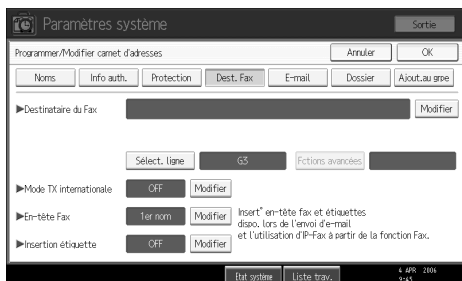 Paramètres système
Sortie
Programmer/Modifier carnet d'adresses
Annuler
OK
Noms
Info auth.
Protection
Dest. Fax
E-mail
Dossier
Ajout.au grpe
►Destinataire du Fax
Modifier
Sélect. ligne
G3
Fctions avancées
►Mode TX internationale
OFF
Modifier
►En-tête Fax
1er nom
Modifier
Insert° en-tête fax et étiquettes
dispo. lors de l'envoi d'e-mail
et l'utilisation d'IP-Fax à partir de la fonction Fax.
►Insertion étiquette
OFF
Modifier
Etat système
Liste trav.
4 APR 2006
9:45